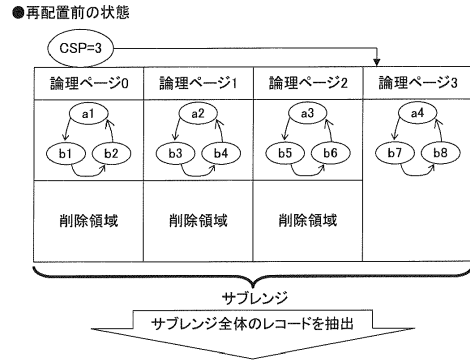 ●再配置前の状態
CSP=3
論理ページ0 論理ページ1 論理ページ2 論理ページ3
a1 a2 a3 a4
b1 b2 b3 b4 b5 b6 b7 b8
削除領域 削除領域 削除領域
サブレンジ
サブレンジ全体のレコードを抽出